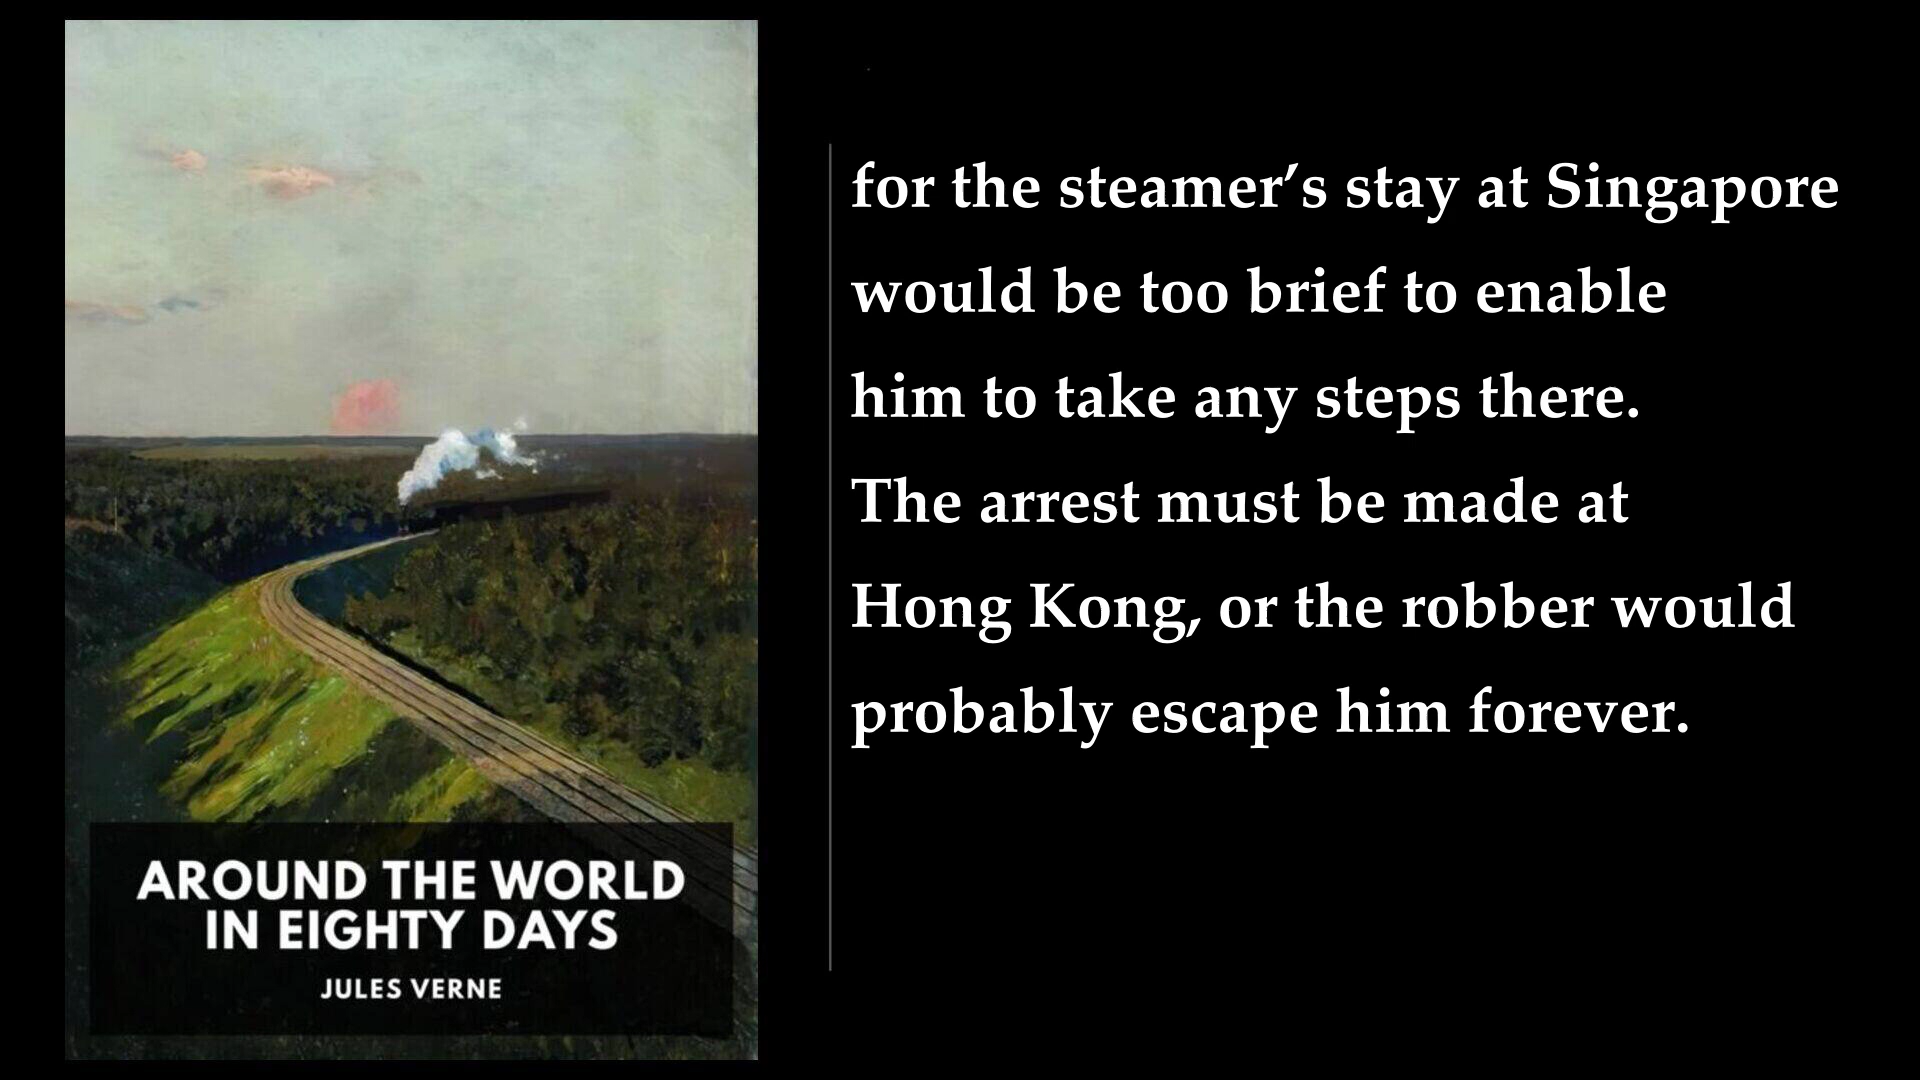 for the steamer’s stay at Singapore
would be too brief to enable
him to take any steps there.
The arrest must be made at
Hong Kong, or the robber would
probably escape him forever.
AROUND THE WORLD
IN EIGHTY DAYS
JULES VERNE